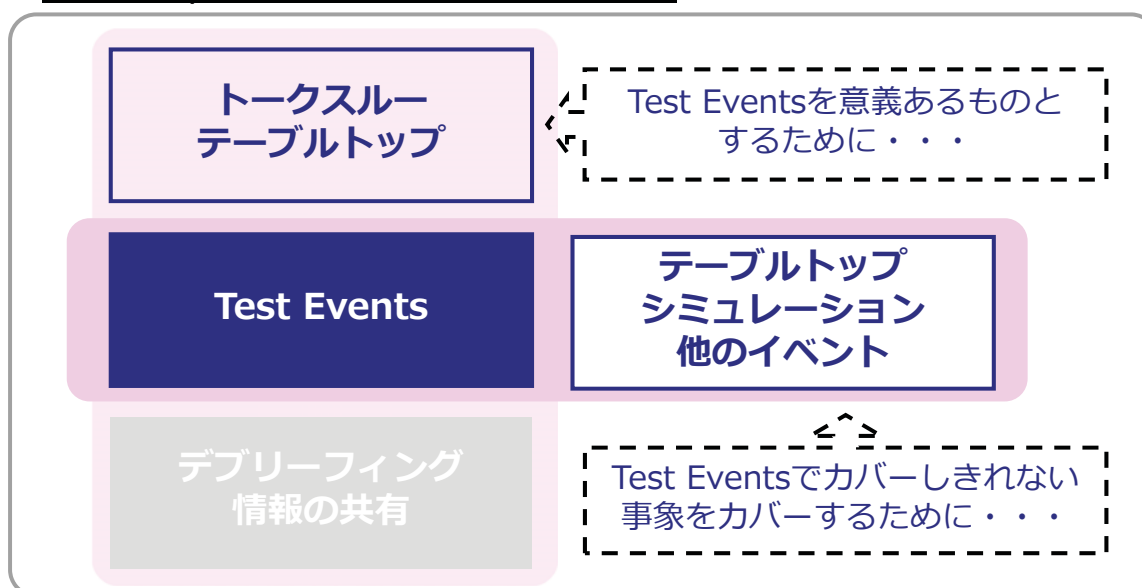 トークスルー
テーブルトップ
Test Eventsを意義あるものと
するために・・・
Test Events
テーブルトップ
シミュレーション
他のイベント
デブリーフィング
情報の共有
Test Eventsでカバーしきれない
事象をカバーするために・・・